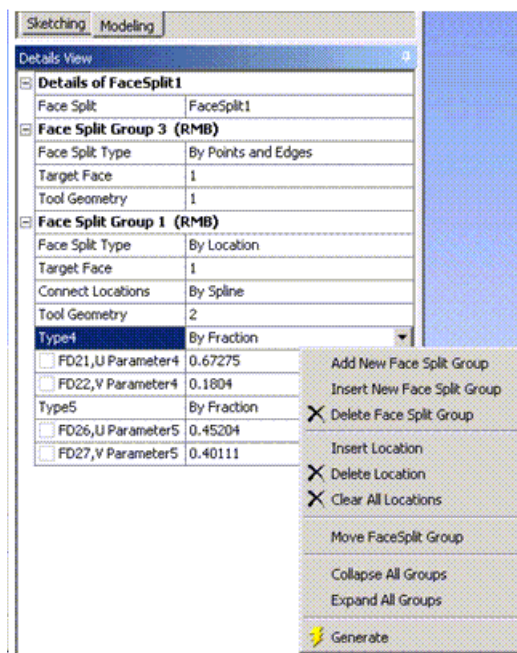 Sketching Modeling
Details View
Details of FaceSplit1
Face Split FaceSplit1
Face Split Group 3 (RMB)
Face Split Type By Points and Edges
Target Face 1
Tool Geometry 1
Face Split Group 1 (RMB)
Face Split Type By Location
Target Face 1
Connect Locations By Spline
Tool Geometry 2
Type4 By Fraction
FD21,U Parameter4 0.67275
FD22,V Parameter4 0.1804
Type5 By Fraction
FD26,U Parameter5 0.45204
FD27,V Parameter5 0.40111
Add New Face Split Group
Insert New Face Split Group
Delete Face Split Group
Insert Location
Delete Location
Clear All Locations
Move FaceSplit Group
Collapse All Groups
Expand All Groups
Generate